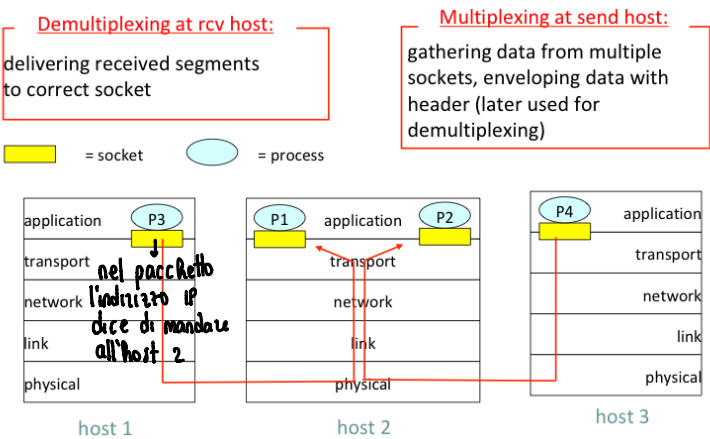 Demultiplexing at rcv host:
delivering received segments
to correct socket
Multiplexing at send host:
gathering data from multiple
sockets, enveloping data with
header (later used for
demultiplexing)
= socket
= process
application
P3
transport
network
link
physical
nel pacchetto
l'indirizzo IP
dice di mandare
all'host 2
host 1
P1
application
P2
transport
network
link
physical
host 2
P4
application
transport
network
link
physical
host 3